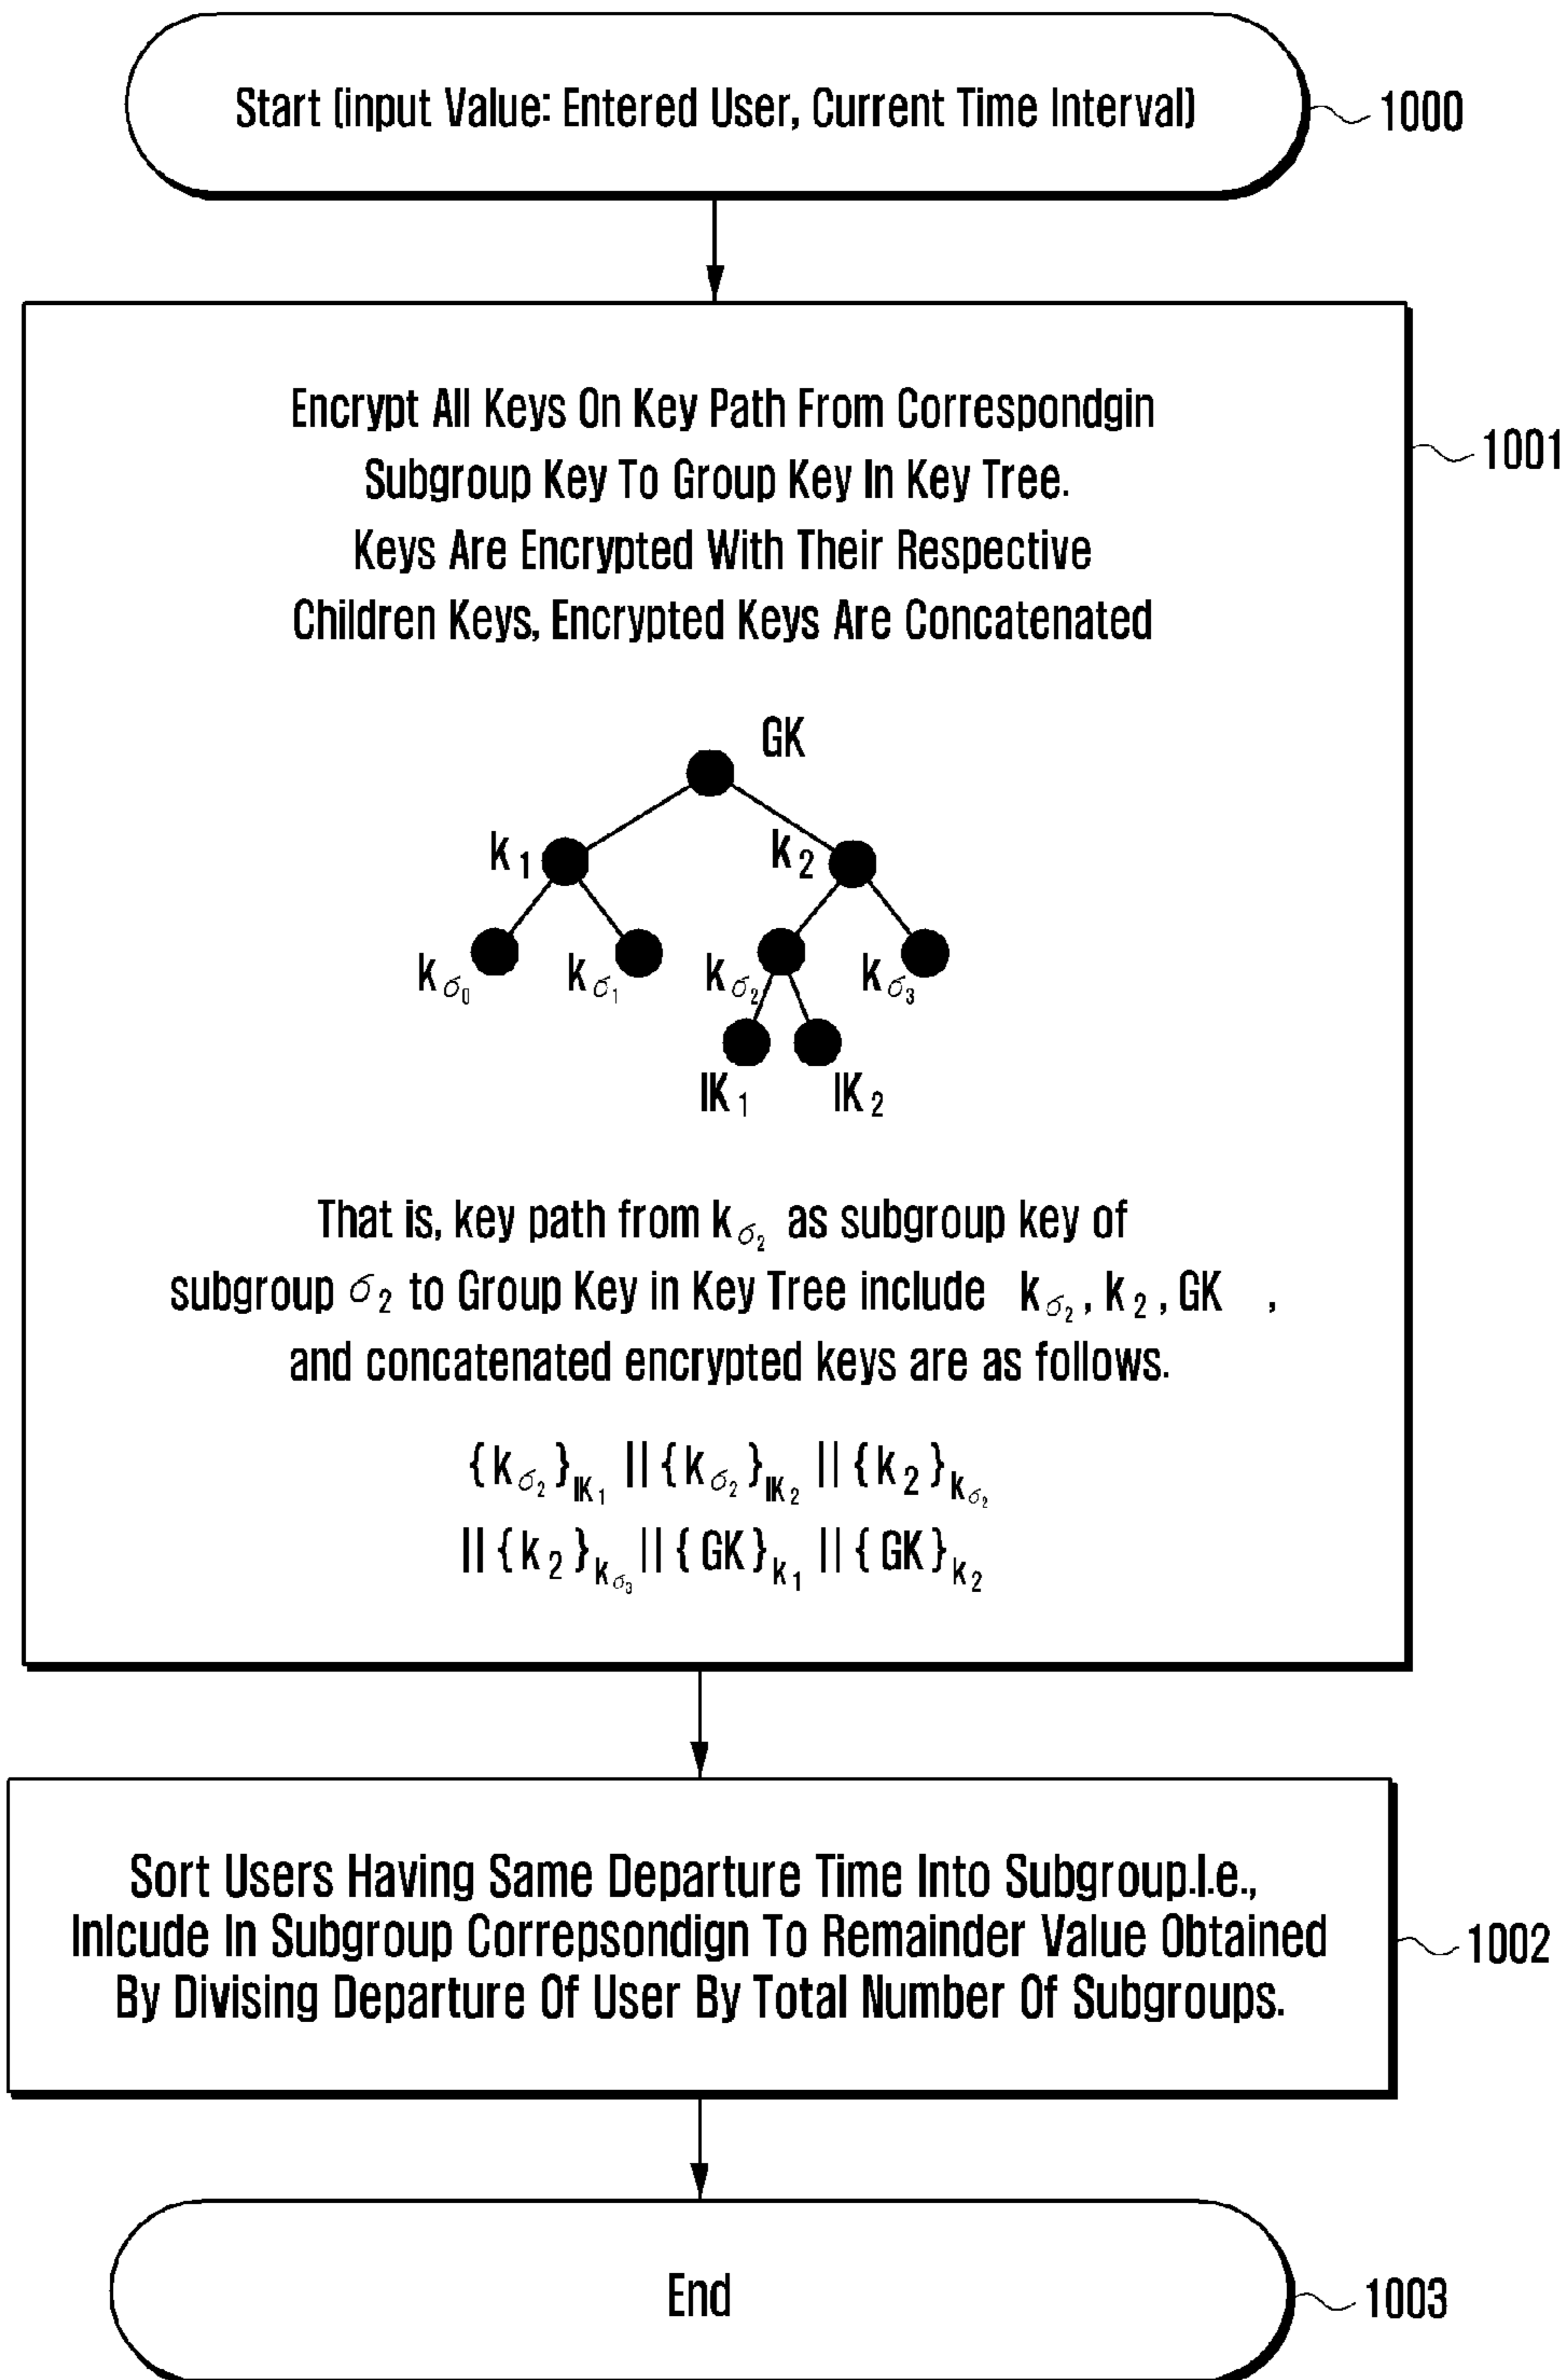 Start (input Value: Entered User, Current Time Interval)
1000
Encrypt All Keys On Key Path From Correspondgin
Subgroup Key To Group Key In Key Tree.
Keys Are Encrypted With Their Respective
Children Keys, Encrypted Keys Are Concatenated
1001
GK
k1
k2
kσ0
kσ1
kσ2
kσ3
IK1
IK2
That is, key path from kσ2 as subgroup key of
subgroup σ2 to Group Key in Key Tree include kσ2, k2, GK ,
and concatenated encrypted keys are as follows.
{kσ2}IK1 || {kσ2}IK2 || {k2}kσ2
|| {k2}kσ3 || {GK}k1 || {GK}k2
Sort Users Having Same Departure Time Into Subgroup.I.e.,
Inlcude In Subgroup Correpsondign To Remainder Value Obtained
By Divising Departure Of User By Total Number Of Subgroups.
1002
End
1003